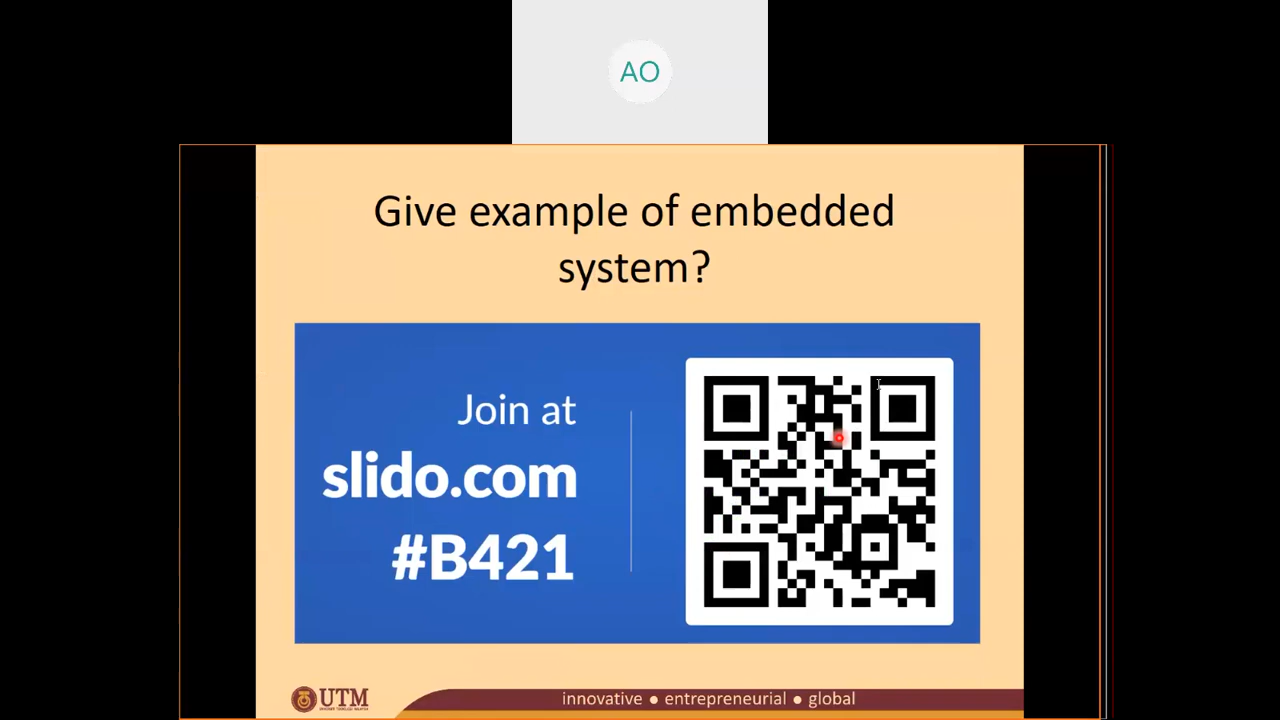 AO
Give example of embedded
system?
Join at
slido.com
#B421
UTM
innovative ● entrepreneurial ● global